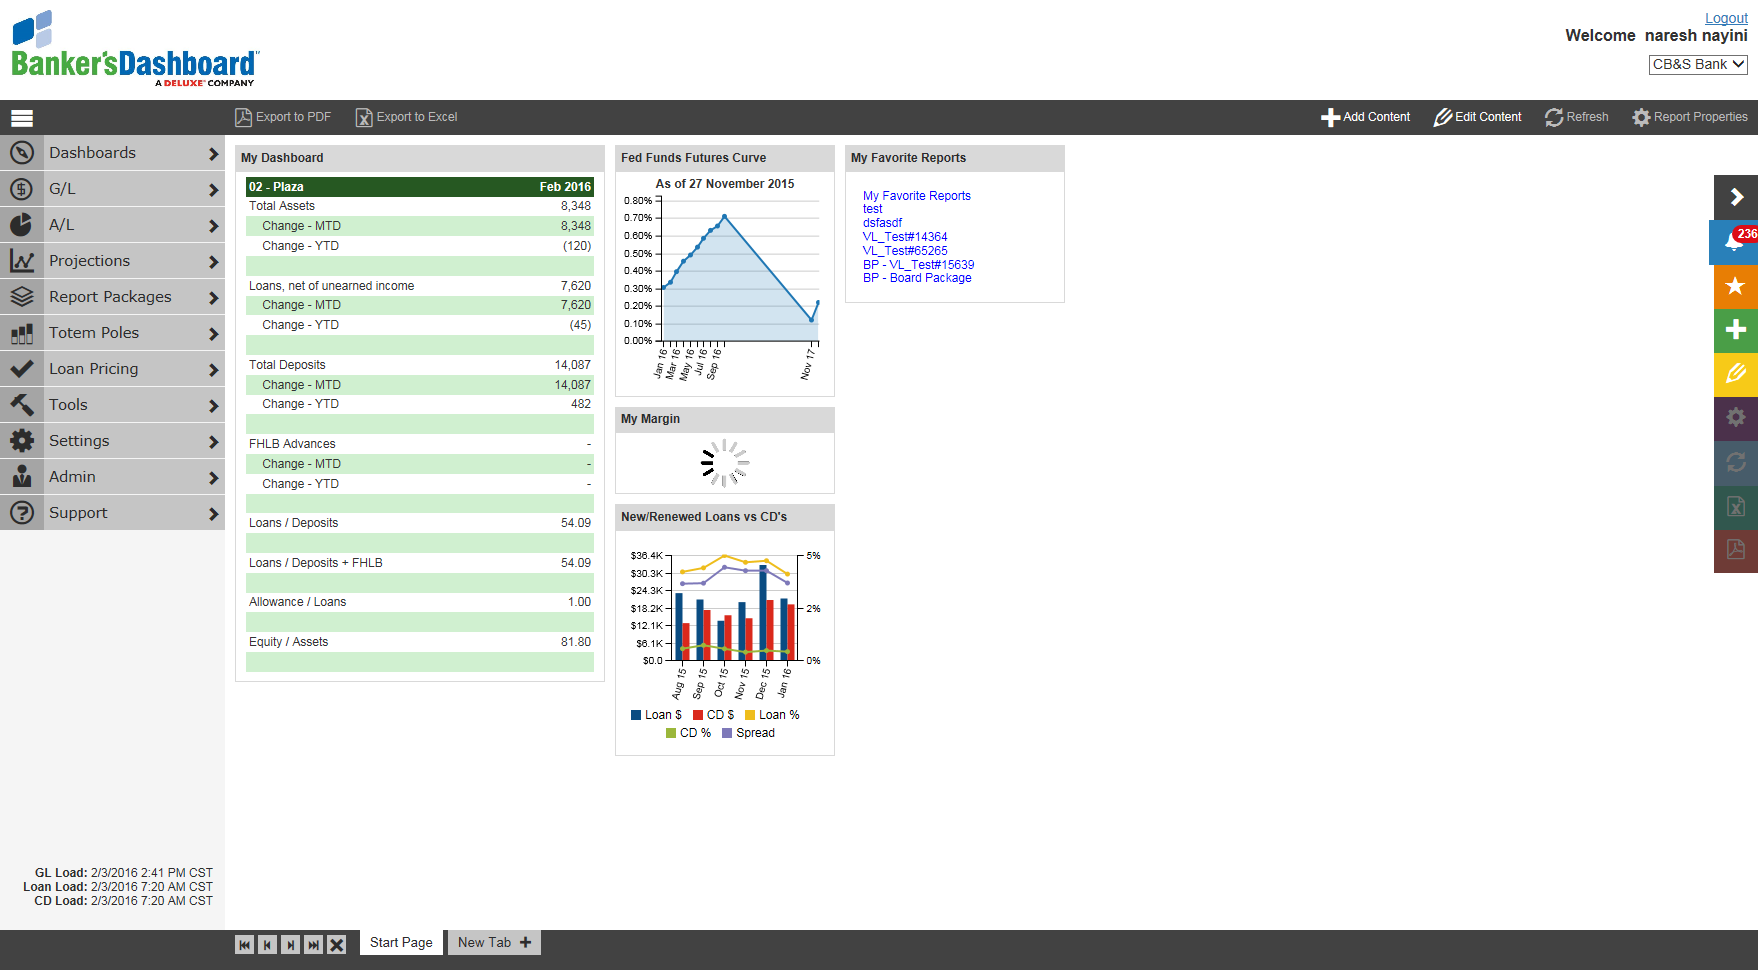 Logout
Welcome naresh nayini
CB&S Bank
Banker'sDashboard
A DELUXE COMPANY
Export to PDF
Export to Excel
Add Content
Edit Content
Refresh
Report Properties
Dashboards
G/L
A/L
Projections
Report Packages
Totem Poles
Loan Pricing
Tools
Settings
Admin
Support
GL Load: 2/3/2016 2:41 PM CST
Loan Load: 2/3/2016 7:20 AM CST
CD Load: 2/3/2016 7:20 AM CST
My Dashboard
02 - Plaza Feb 2016
Total Assets 8,348
Change - MTD 8,348
Change - YTD (120)
Loans, net of unearned income 7,620
Change - MTD 7,620
Change - YTD (45)
Total Deposits 14,087
Change - MTD 14,087
Change - YTD 482
FHLB Advances -
Change - MTD -
Change - YTD -
Loans / Deposits 54.09
Loans / Deposits + FHLB 54.09
Allowance / Loans 1.00
Equity / Assets 81.80
Fed Funds Futures Curve
As of 27 November 2015
0.80%
0.70%
0.60%
0.50%
0.40%
0.30%
0.20%
0.10%
0.00%
Jan 16
Mar 16
May 16
Jul 16
Sep 16
Nov 17
My Margin
New/Renewed Loans vs CD's
$36.4K
$30.3K
$24.3K
$18.2K
$12.1K
$6.1K
$0.0
5%
2%
0%
Aug 15
Sep 15
Oct 15
Nov 15
Dec 15
Jan 16
Loan $ CD $ Loan %
CD % Spread
My Favorite Reports
My Favorite Reports
test
dsfasdf
VL_Test#14364
VL_Test#65265
BP - VL_Test#15639
BP - Board Package
236
Start Page
New Tab